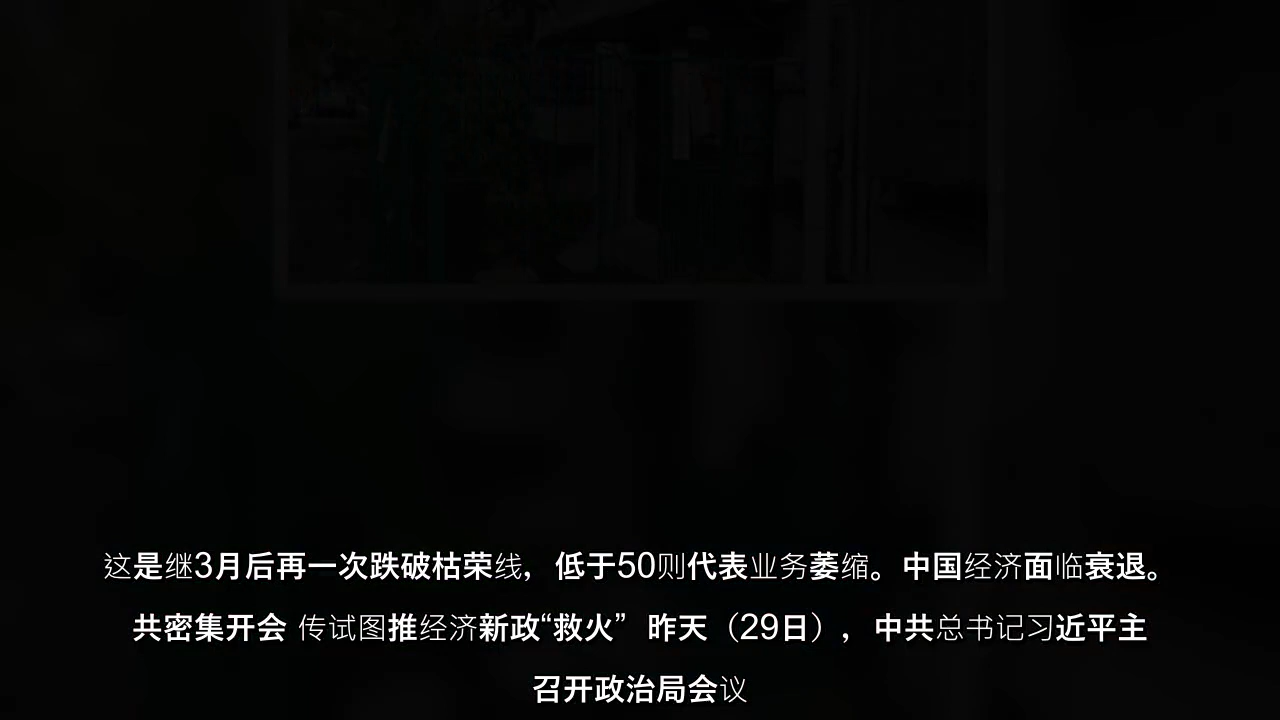 这是继3月后再一次跌破枯荣线，低于50则代表业务萎缩。中国经济面临衰退。
共密集开会 传试图推经济新政“救火” 昨天（29日），中共总书记习近平主
召开政治局会议